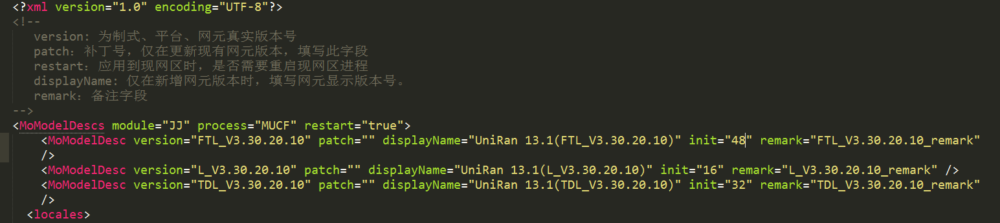 <?xml version="1.0" encoding="UTF-8"?>
<!--
version: 为制式、平台、网元真实版本号
patch: 补丁号，仅在更新现有网元版本，填写此字段
restart: 应用到现网区时，是否需要重启现网区进程
displayName: 仅在新增网元版本时，填写网元显示版本号。
remark: 备注字段
-->
<MoModelDescs module="JJ" process="MUCF" restart="true">
<MoModelDesc version="FTL_V3.30.20.10" patch="" displayName="UniRan 13.1(FTL_V3.30.20.10)" init="48" remark="FTL_V3.30.20.10_remark"
/>
<MoModelDesc version="L_V3.30.20.10" patch="" displayName="UniRan 13.1(L_V3.30.20.10)" init="16" remark="L_V3.30.20.10_remark" />
<MoModelDesc version="TDL_V3.30.20.10" patch="" displayName="UniRan 13.1(TDL_V3.30.20.10)" init="32" remark="TDL_V3.30.20.10_remark"
/>
<locales>